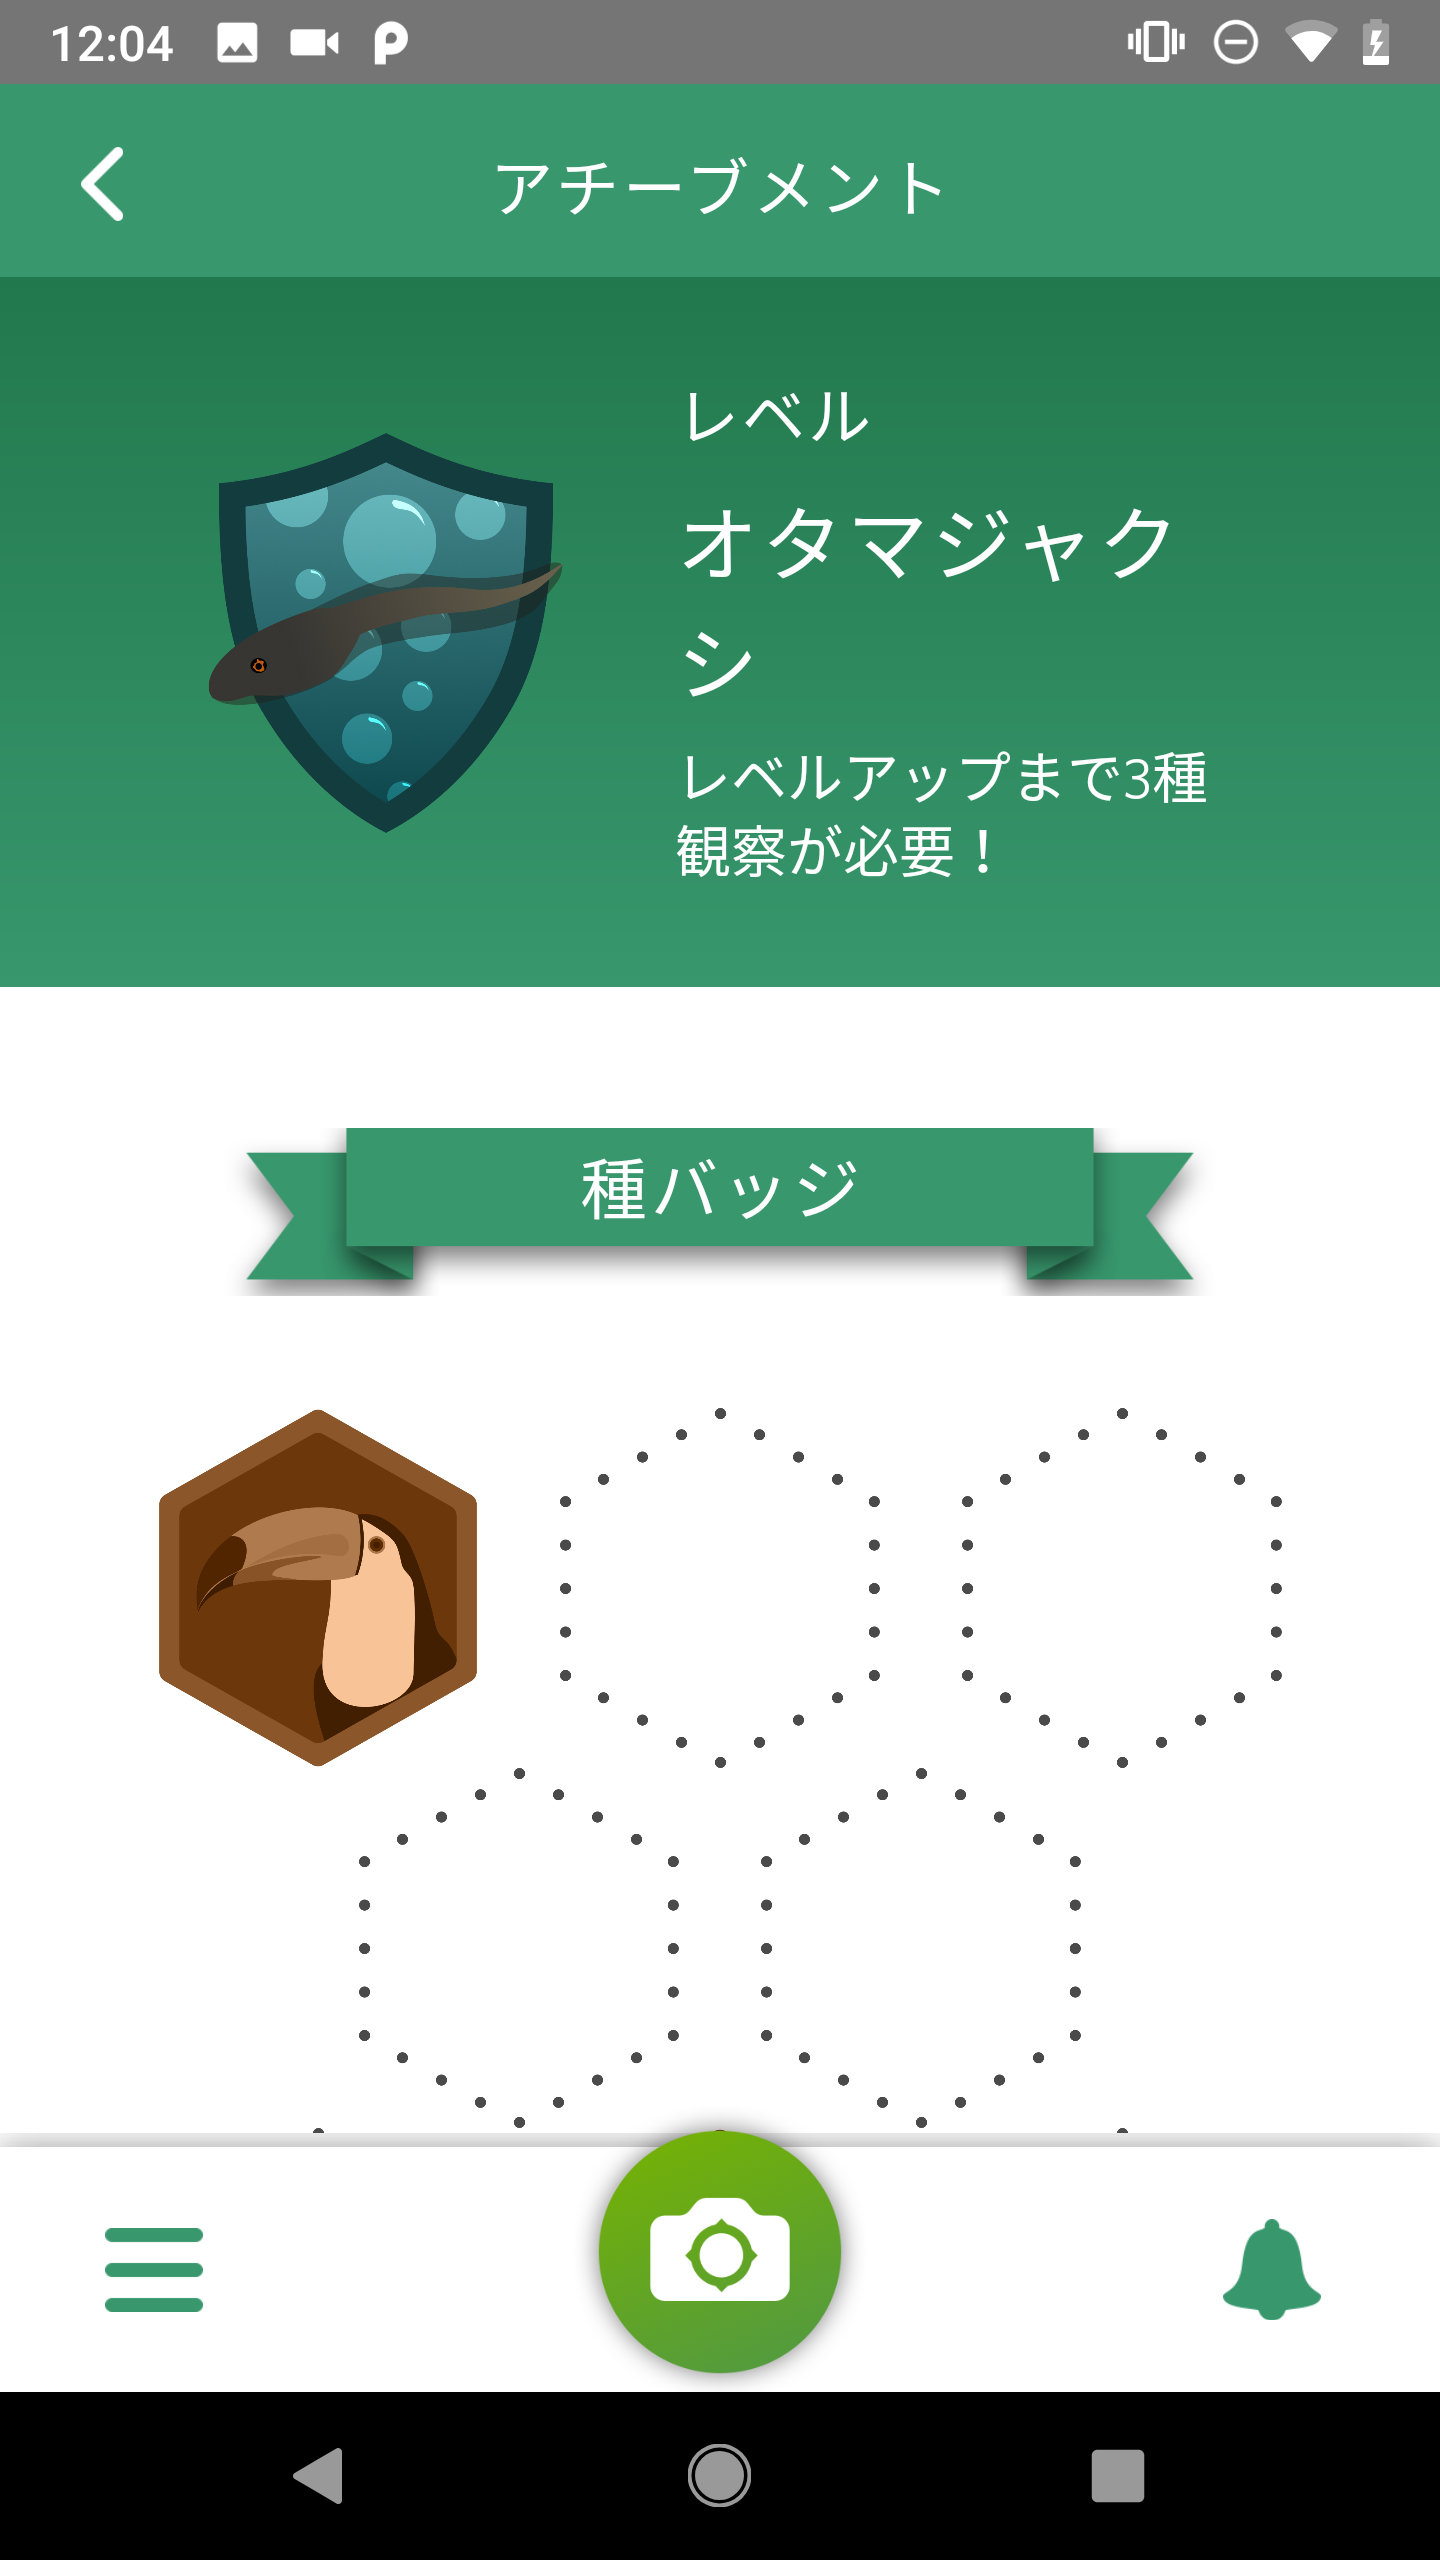 12:04
アチーブメント
レベル
オタマジャク
シ
レベルアップまで3種
観察が必要！
種バッジ